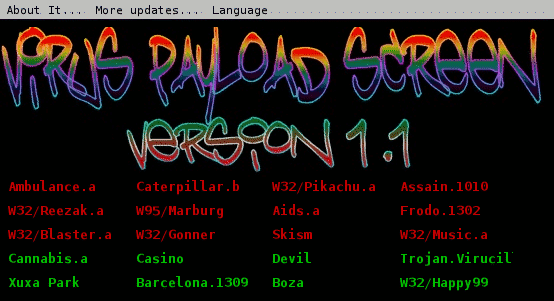 About It.... More updates.... Language
VIRUS PAYLOAD SCREEN
VERSION 1.1
Ambulance.a Caterpillar.b W32/Pikachu.a Assain.1010
W32/Reezak.a W95/Marburg Aids.a Frodo.1302
W32/Blaster.a W32/Gonner Skism W32/Music.a
Cannabis.a Casino Devil Trojan.Virucil
Xuxa Park Barcelona.1309 Boza W32/Happy99